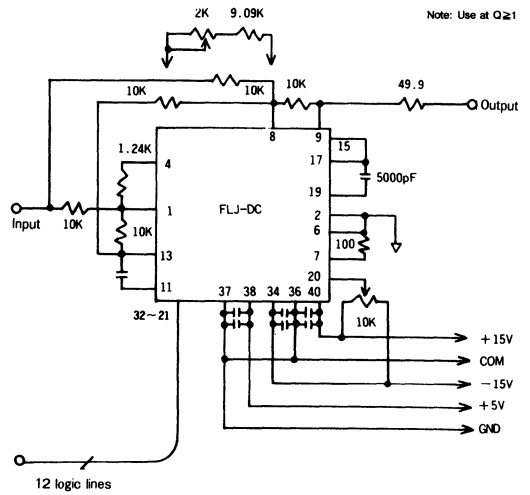 Note: Use at Q≧1
2K 9.09K
10K
10K 10K
49.9
Output
8 9
1.24K
4
15
17
5000pF
19
FLJ-DC
Input
10K
1
2
10K
6
100
13
7
11
20
37 38 34 36 40
32~21
10K
+15V
COM
−15V
+5V
GND
12 logic lines